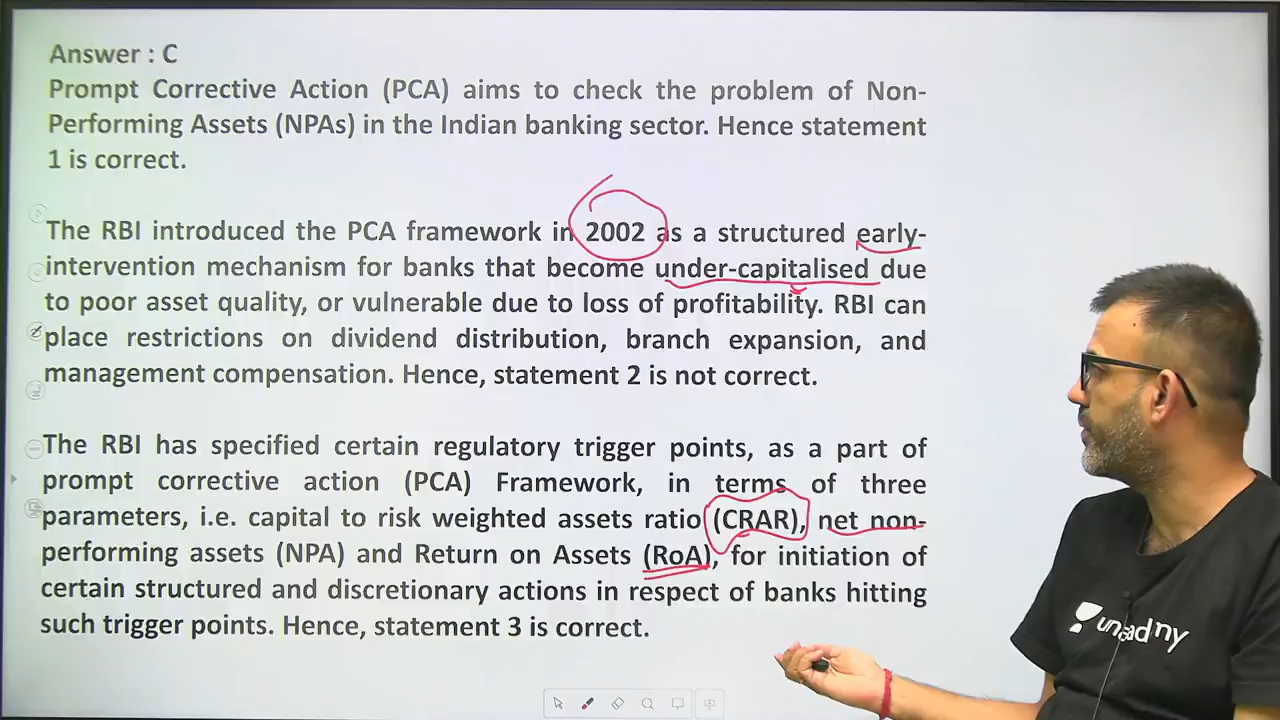 Answer : C
Prompt Corrective Action (PCA) aims to check the problem of Non-
Performing Assets (NPAs) in the Indian banking sector. Hence statement
1 is correct.
The RBI introduced the PCA framework in 2002 as a structured early-
intervention mechanism for banks that become under-capitalised due
to poor asset quality, or vulnerable due to loss of profitability. RBI can
place restrictions on dividend distribution, branch expansion, and
management compensation. Hence, statement 2 is not correct.
The RBI has specified certain regulatory trigger points, as a part of
prompt corrective action (PCA) Framework, in terms of three
parameters, i.e. capital to risk weighted assets ratio (CRAR), net non-
performing assets (NPA) and Return on Assets (RoA), for initiation of
certain structured and discretionary actions in respect of banks hitting
such trigger points. Hence, statement 3 is correct.